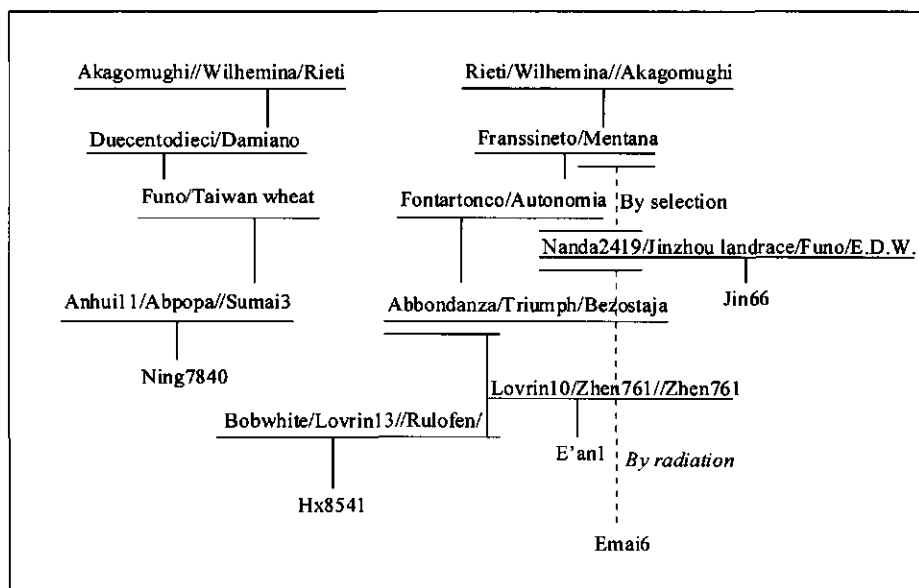 Akagomughi//Wilhemina/Rieti
Rieti/Wilhemina//Akagomughi
Duecentodieci/Damiano
Franssineto/Mentana
Funo/Taiwan wheat
Fontartonco/Autonomia
By selection
Nanda2419/Jinzhou landrace/Funo/E.D.W.
Anhui11/Abpopa//Sumai3
Abbondanza/Triumph/Bezostaja
Jin66
Ning7840
Lovrin10/Zhen761//Zhen761
Bobwhite/Lovrin13//Rulofen/
E'an1
By radiation
Hx8541
Emai6